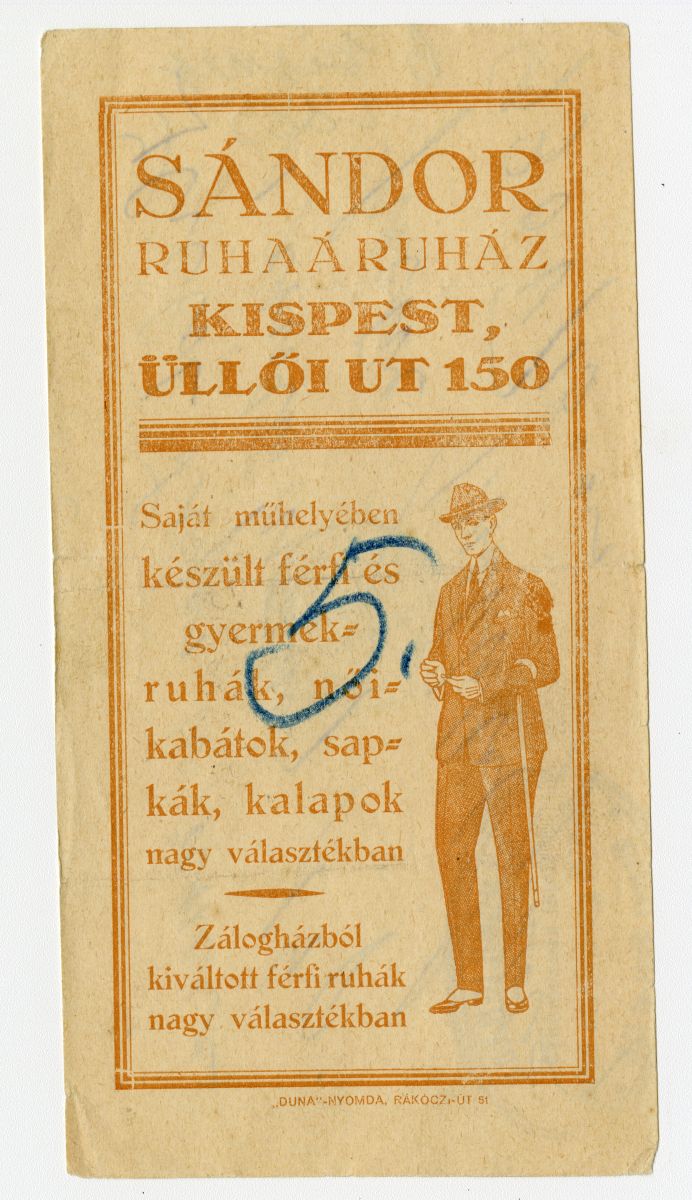 SÁNDOR
RUHAÁRUHÁZ
KISPEST,
ÜLLŐI UT 150
Saját műhelyében
készült férfi és
gyermek-
ruhák, női-
kabátok, sap-
kák, kalapok
nagy választékban
5,
Zálogházból
kiváltott férfi ruhák
nagy választékban
„DUNA"-NYOMDA, RÁKÓCZI-ÚT 51